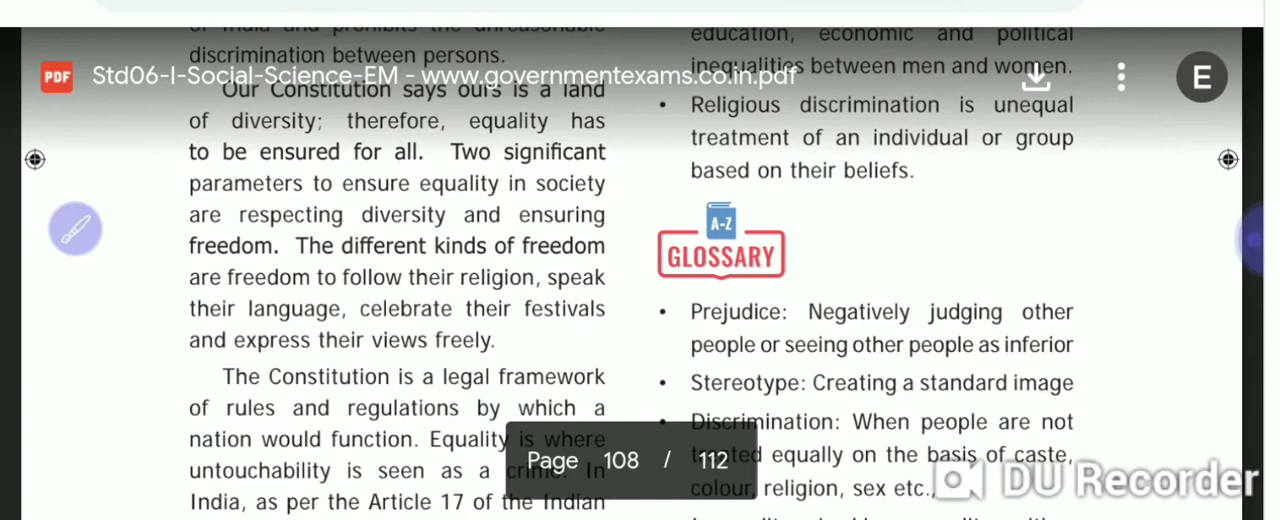 of India and prohibits the unreasonable
discrimination between persons.
PDF Std06-I-Social-Science-EM - www.governmentexams.co.in.pdf
E
Our Constitution says ours is a land
of diversity; therefore, equality has
to be ensured for all. Two significant
parameters to ensure equality in society
are respecting diversity and ensuring
freedom. The different kinds of freedom
are freedom to follow their religion, speak
their language, celebrate their festivals
and express their views freely.
The Constitution is a legal framework
of rules and regulations by which a
nation would function. Equality is where
untouchability is seen as a crime. In
India, as per the Article 17 of the Indian
education, economic and political
inequalities between men and women.
• Religious discrimination is unequal
treatment of an individual or group
based on their beliefs.
A-Z
GLOSSARY
• Prejudice: Negatively judging other
people or seeing other people as inferior
• Stereotype: Creating a standard image
• Discrimination: When people are not
treated equally on the basis of caste,
colour, religion, sex etc.,
Page 108 / 112
DU Recorder